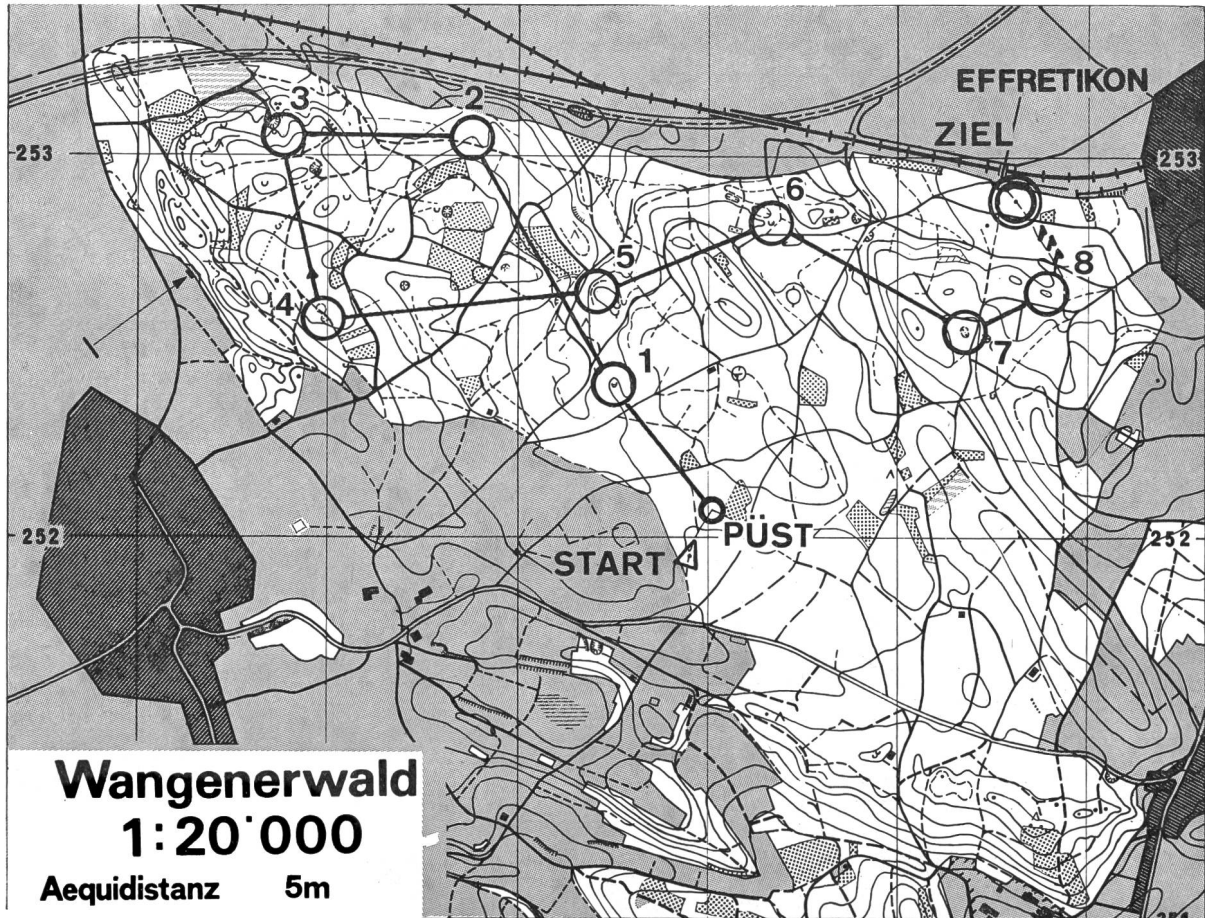 EFFRETIKON
ZIEL
3
2
253
253
6
5
8
4
7
1
252
252
PÜST
START
Wangenerwald
1:20'000
Aequidistanz 5m